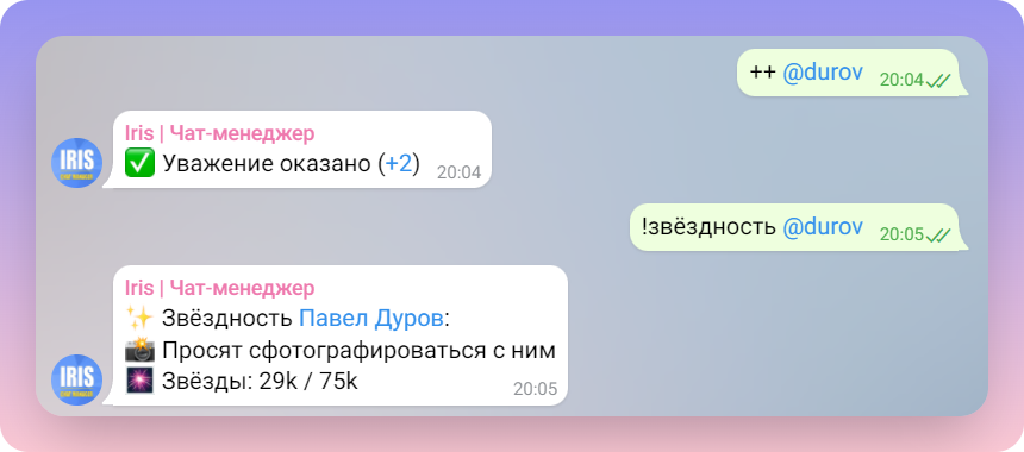 ++ @durov 20:04
Iris | Чат-менеджер
IRIS
✅ Уважение оказано (+2) 20:04
!звёздность @durov 20:05
Iris | Чат-менеджер
✨ Звёздность Павел Дуров:
📸 Просят сфотографироваться с ним
IRIS
🎆 Звёзды: 29k / 75k 20:05